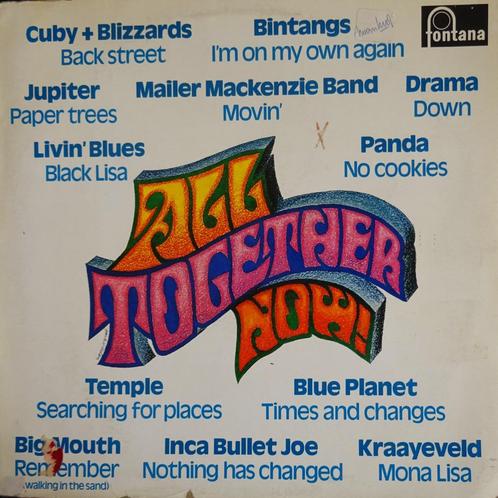 Cuby + Blizzards
Back street
Bintangs
I'm on my own again
fontana
Jupiter
Paper trees
Mailer Mackenzie Band
Movin'
Drama
Down
Livin' Blues
Black Lisa
Panda
No cookies
ALL
TOGETHER
NOW!
Temple
Searching for places
Blue Planet
Times and changes
Big Mouth
Remember
(walking in the sand)
Inca Bullet Joe
Nothing has changed
Kraayeveld
Mona Lisa